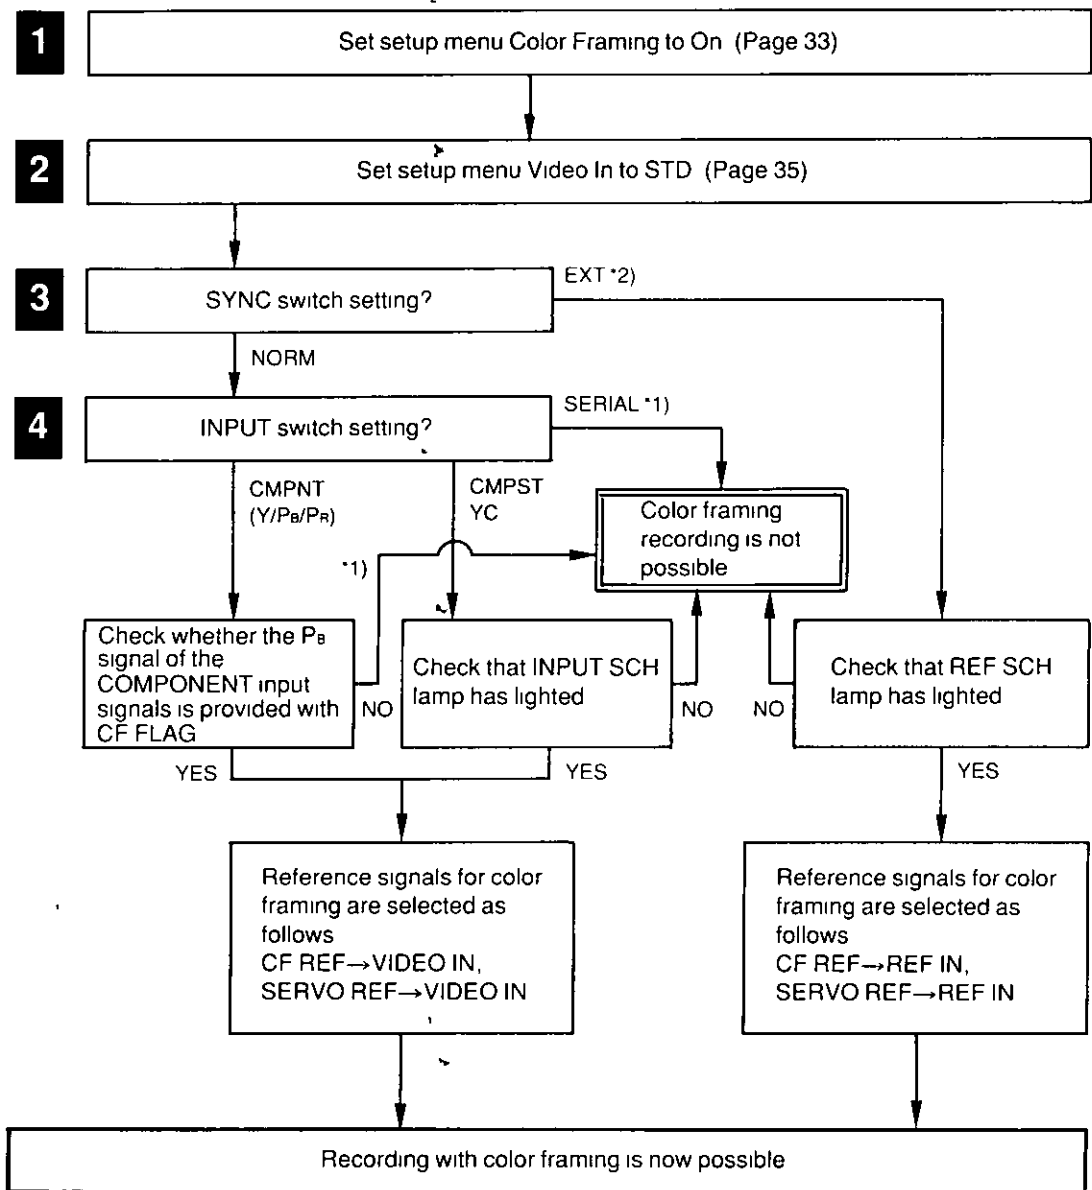 1
Set setup menu Color Framing to On (Page 33)
2
Set setup menu Video In to STD (Page 35)
3
SYNC switch setting?
EXT *2)
NORM
4
INPUT switch setting?
SERIAL *1)
CMPNT
(Y/PB/PR)
CMPST
YC
Color framing
recording is not
possible
*1)
Check whether the PB
signal of the
COMPONENT input
signals is provided with
CF FLAG
NO
Check that INPUT SCH
lamp has lighted
NO
NO
Check that REF SCH
lamp has lighted
YES
YES
YES
Reference signals for color
framing are selected as
follows
CF REF→VIDEO IN,
SERVO REF→VIDEO IN
Reference signals for color
framing are selected as
follows
CF REF→REF IN,
SERVO REF→REF IN
Recording with color framing is now possible